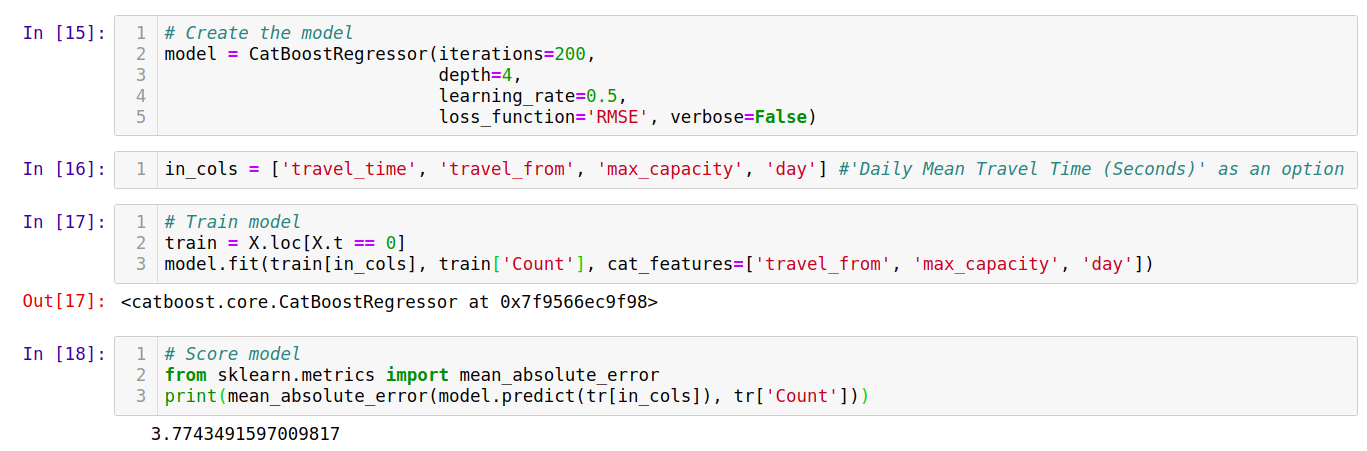 In [15]: 1 # Create the model
2 model = CatBoostRegressor(iterations=200,
3 depth=4,
4 learning_rate=0.5,
5 loss_function='RMSE', verbose=False)
In [16]: 1 in_cols = ['travel_time', 'travel_from', 'max_capacity', 'day'] #'Daily Mean Travel Time (Seconds)' as an option
In [17]: 1 # Train model
2 train = X.loc[X.t == 0]
3 model.fit(train[in_cols], train['Count'], cat_features=['travel_from', 'max_capacity', 'day'])
Out[17]: <catboost.core.CatBoostRegressor at 0x7f9566ec9f98>
In [18]: 1 # Score model
2 from sklearn.metrics import mean_absolute_error
3 print(mean_absolute_error(model.predict(tr[in_cols]), tr['Count']))
3.7743491597009817